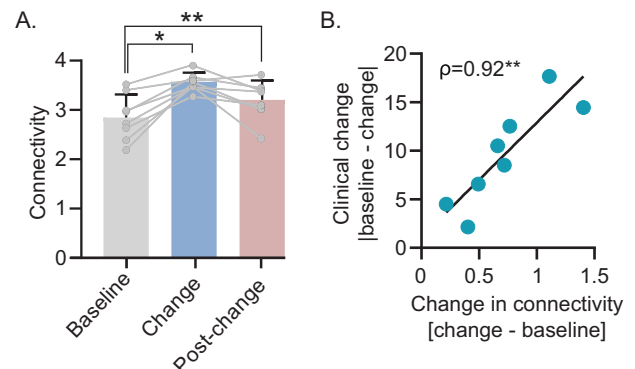 A.
**
*
4
3
2
1
0
Connectivity
Baseline
Change
Post-change
B.
ρ=0.92**
20
15
10
5
0
Clinical change
|baseline - change|
0 0.5 1 1.5
Change in connectivity
[change - baseline]